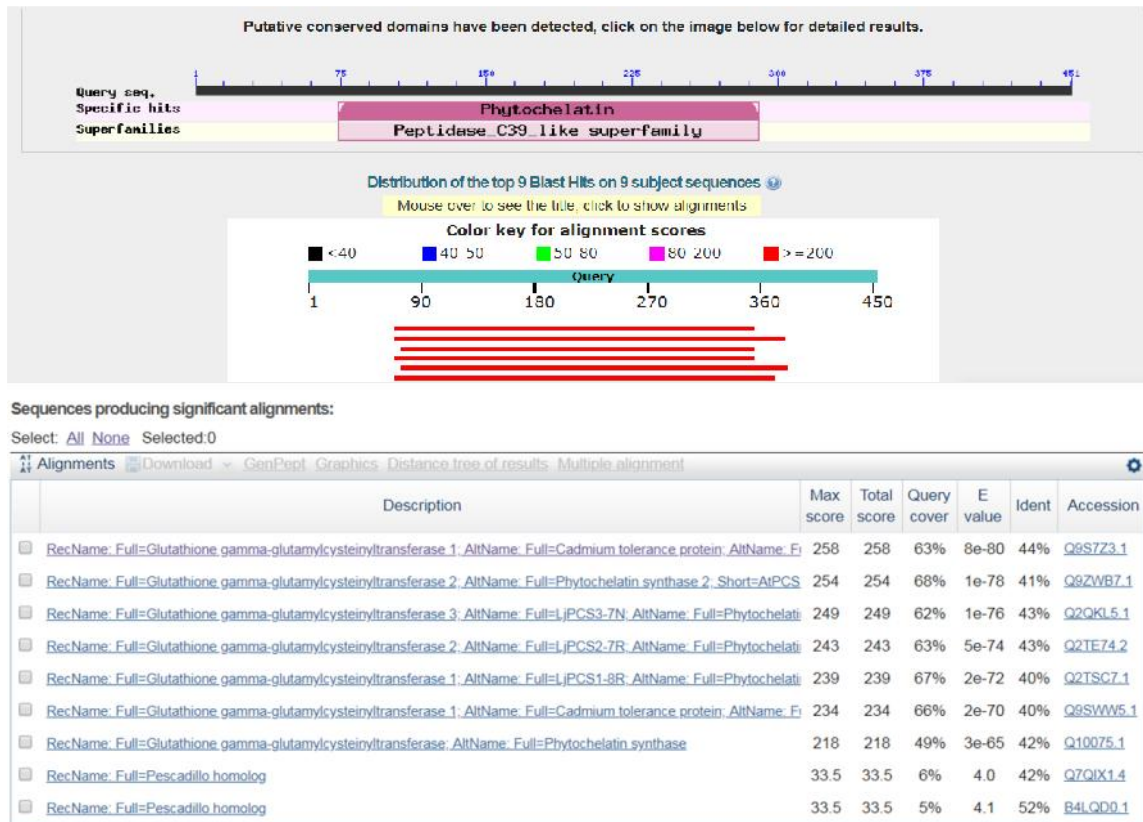 Putative conserved domains have been detected, click on the image below for detailed results.
1 75 150 225 300 375 451
Query seq.
Specific hits Phytochelatin
Superfamilies Peptidase_C39_like superfamily
Distribution of the top 9 Blast Hits on 9 subject sequences
Mouse over to see the title, click to show alignments
Color key for alignment scores
<40 40-50 50-80 80-200 >=200
Query
1 90 180 270 360 450
Sequences producing significant alignments:
Select: All None Selected:0
Alignments Download GenPept Graphics Distance tree of results Multiple alignment
Description Max score Total score Query cover E value Ident Accession
RecName: Full=Glutathione gamma-glutamylcysteinyltransferase 1; AltName: Full=Cadmium tolerance protein; AltName: Fu 258 258 63% 8e-80 44% Q9S7Z3.1
RecName: Full=Glutathione gamma-glutamylcysteinyltransferase 2; AltName: Full=Phytochelatin synthase 2; Short=AtPCS 254 254 68% 1e-78 41% Q9ZWB7.1
RecName: Full=Glutathione gamma-glutamylcysteinyltransferase 3; AltName: Full=LjPCS3-7N; AltName: Full=Phytochelati 249 249 62% 1e-76 43% Q2QKL5.1
RecName: Full=Glutathione gamma-glutamylcysteinyltransferase 2; AltName: Full=LjPCS2-7R; AltName: Full=Phytochelati 243 243 63% 5e-74 43% Q2TE74.2
RecName: Full=Glutathione gamma-glutamylcysteinyltransferase 1; AltName: Full=LjPCS1-8R; AltName: Full=Phytochelati 239 239 67% 2e-72 40% Q2TSC7.1
RecName: Full=Glutathione gamma-glutamylcysteinyltransferase 1; AltName: Full=Cadmium tolerance protein; AltName: Fu 234 234 66% 2e-70 40% Q9SWW5.1
RecName: Full=Glutathione gamma-glutamylcysteinyltransferase; AltName: Full=Phytochelatin synthase 218 218 49% 3e-65 42% Q10075.1
RecName: Full=Pescadillo homolog 33.5 33.5 6% 4.0 42% Q7QIX1.4
RecName: Full=Pescadillo homolog 33.5 33.5 5% 4.1 52% B4LQD0.1